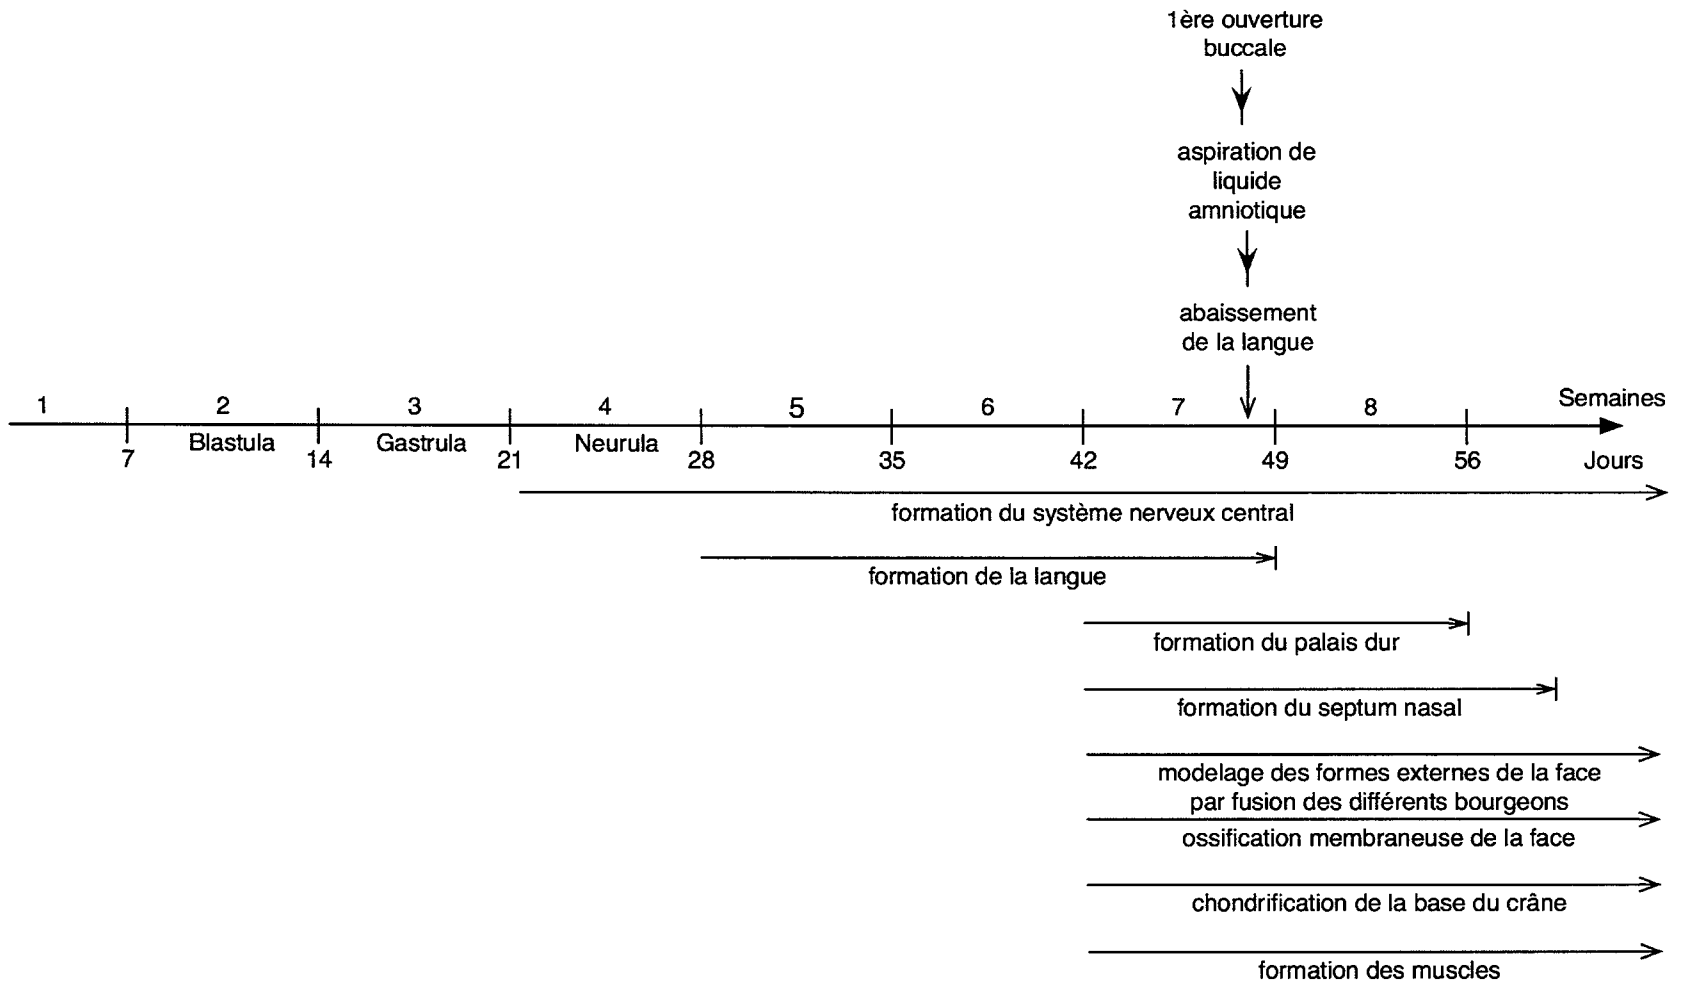 1ère ouverture
buccale
aspiration de
liquide
amniotique
abaissement
de la langue
1 2 3 4 5 6 7 8 Semaines
Blastula Gastrula Neurula
7 14 21 28 35 42 49 56 Jours
formation du système nerveux central
formation de la langue
formation du palais dur
formation du septum nasal
modelage des formes externes de la face
par fusion des différents bourgeons
ossification membraneuse de la face
chondrification de la base du crâne
formation des muscles